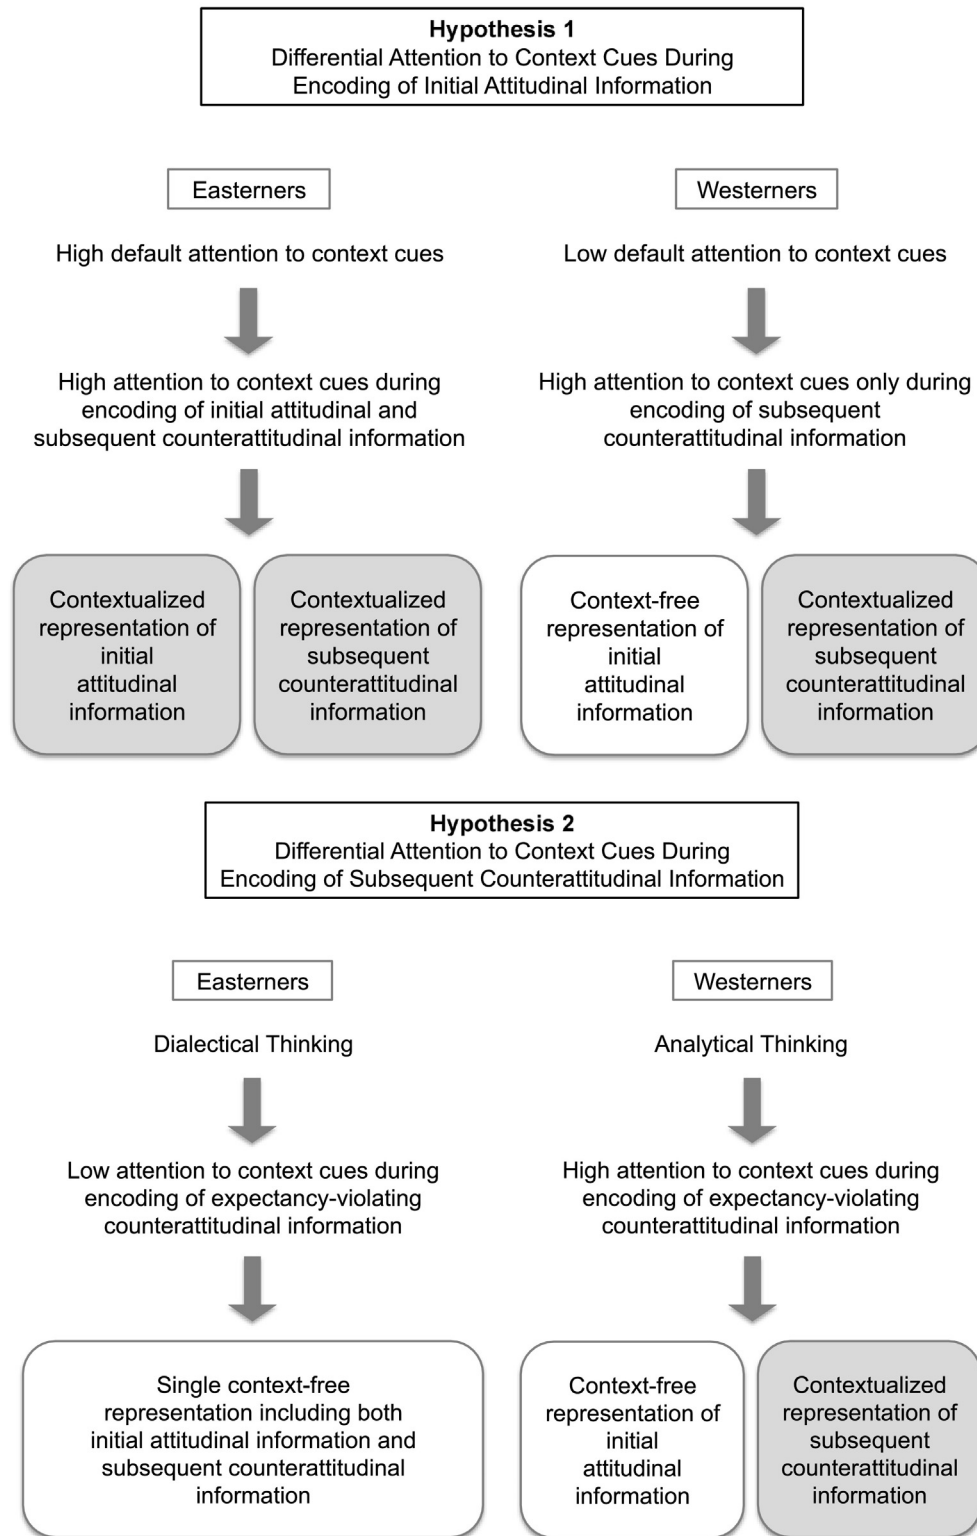 Hypothesis 1
Differential Attention to Context Cues During
Encoding of Initial Attitudinal Information
Easterners
High default attention to context cues
High attention to context cues during
encoding of initial attitudinal and
subsequent counterattitudinal information
Contextualized
representation of
initial
attitudinal
information
Contextualized
representation of
subsequent
counterattitudinal
information
Westerners
Low default attention to context cues
High attention to context cues only during
encoding of subsequent
counterattitudinal information
Context-free
representation of
initial
attitudinal
information
Contextualized
representation of
subsequent
counterattitudinal
information
Hypothesis 2
Differential Attention to Context Cues During
Encoding of Subsequent Counterattitudinal Information
Easterners
Dialectical Thinking
Low attention to context cues during
encoding of expectancy-violating
counterattitudinal information
Single context-free
representation including both
initial attitudinal information and
subsequent counterattitudinal
information
Westerners
Analytical Thinking
High attention to context cues during
encoding of expectancy-violating
counterattitudinal information
Context-free
representation of
initial
attitudinal
information
Contextualized
representation of
subsequent
counterattitudinal
information